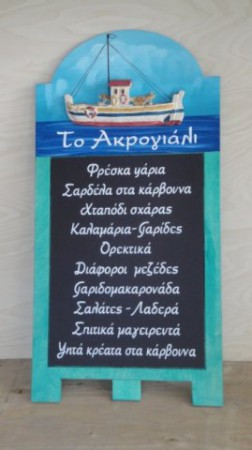 Το Ακρογιάλι
Φρέσκα ψάρια
Σαρδέλα στα κάρβουνα
Χταπόδι σχάρας
Καλαμάρια-Γαρίδες
Ορεκτικά
Διάφοροι μεζέδες
Γαριδομακαρονάδα
Σαλάτες - Λαδερά
Σπιτικά μαγειρευτά
Ψητά κρέατα στα κάρβουνα